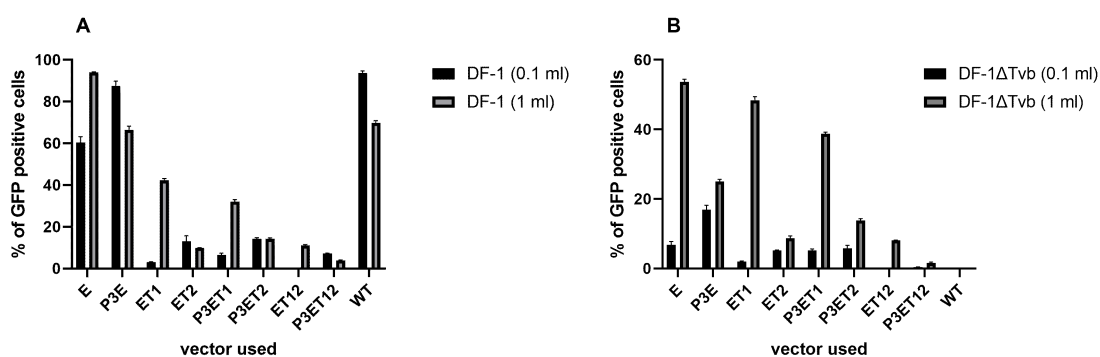 A
% of GFP positive cells
100
80
60
40
20
0
E
P3E
ET1
ET2
P3ET1
P3ET2
ET12
P3ET12
WT
vector used
DF-1 (0.1 ml)
DF-1 (1 ml)
B
% of GFP positive cells
60
40
20
0
E
P3E
ET1
ET2
P3ET1
P3ET2
ET12
P3ET12
WT
vector used
DF-1ΔTvb (0.1 ml)
DF-1ΔTvb (1 ml)